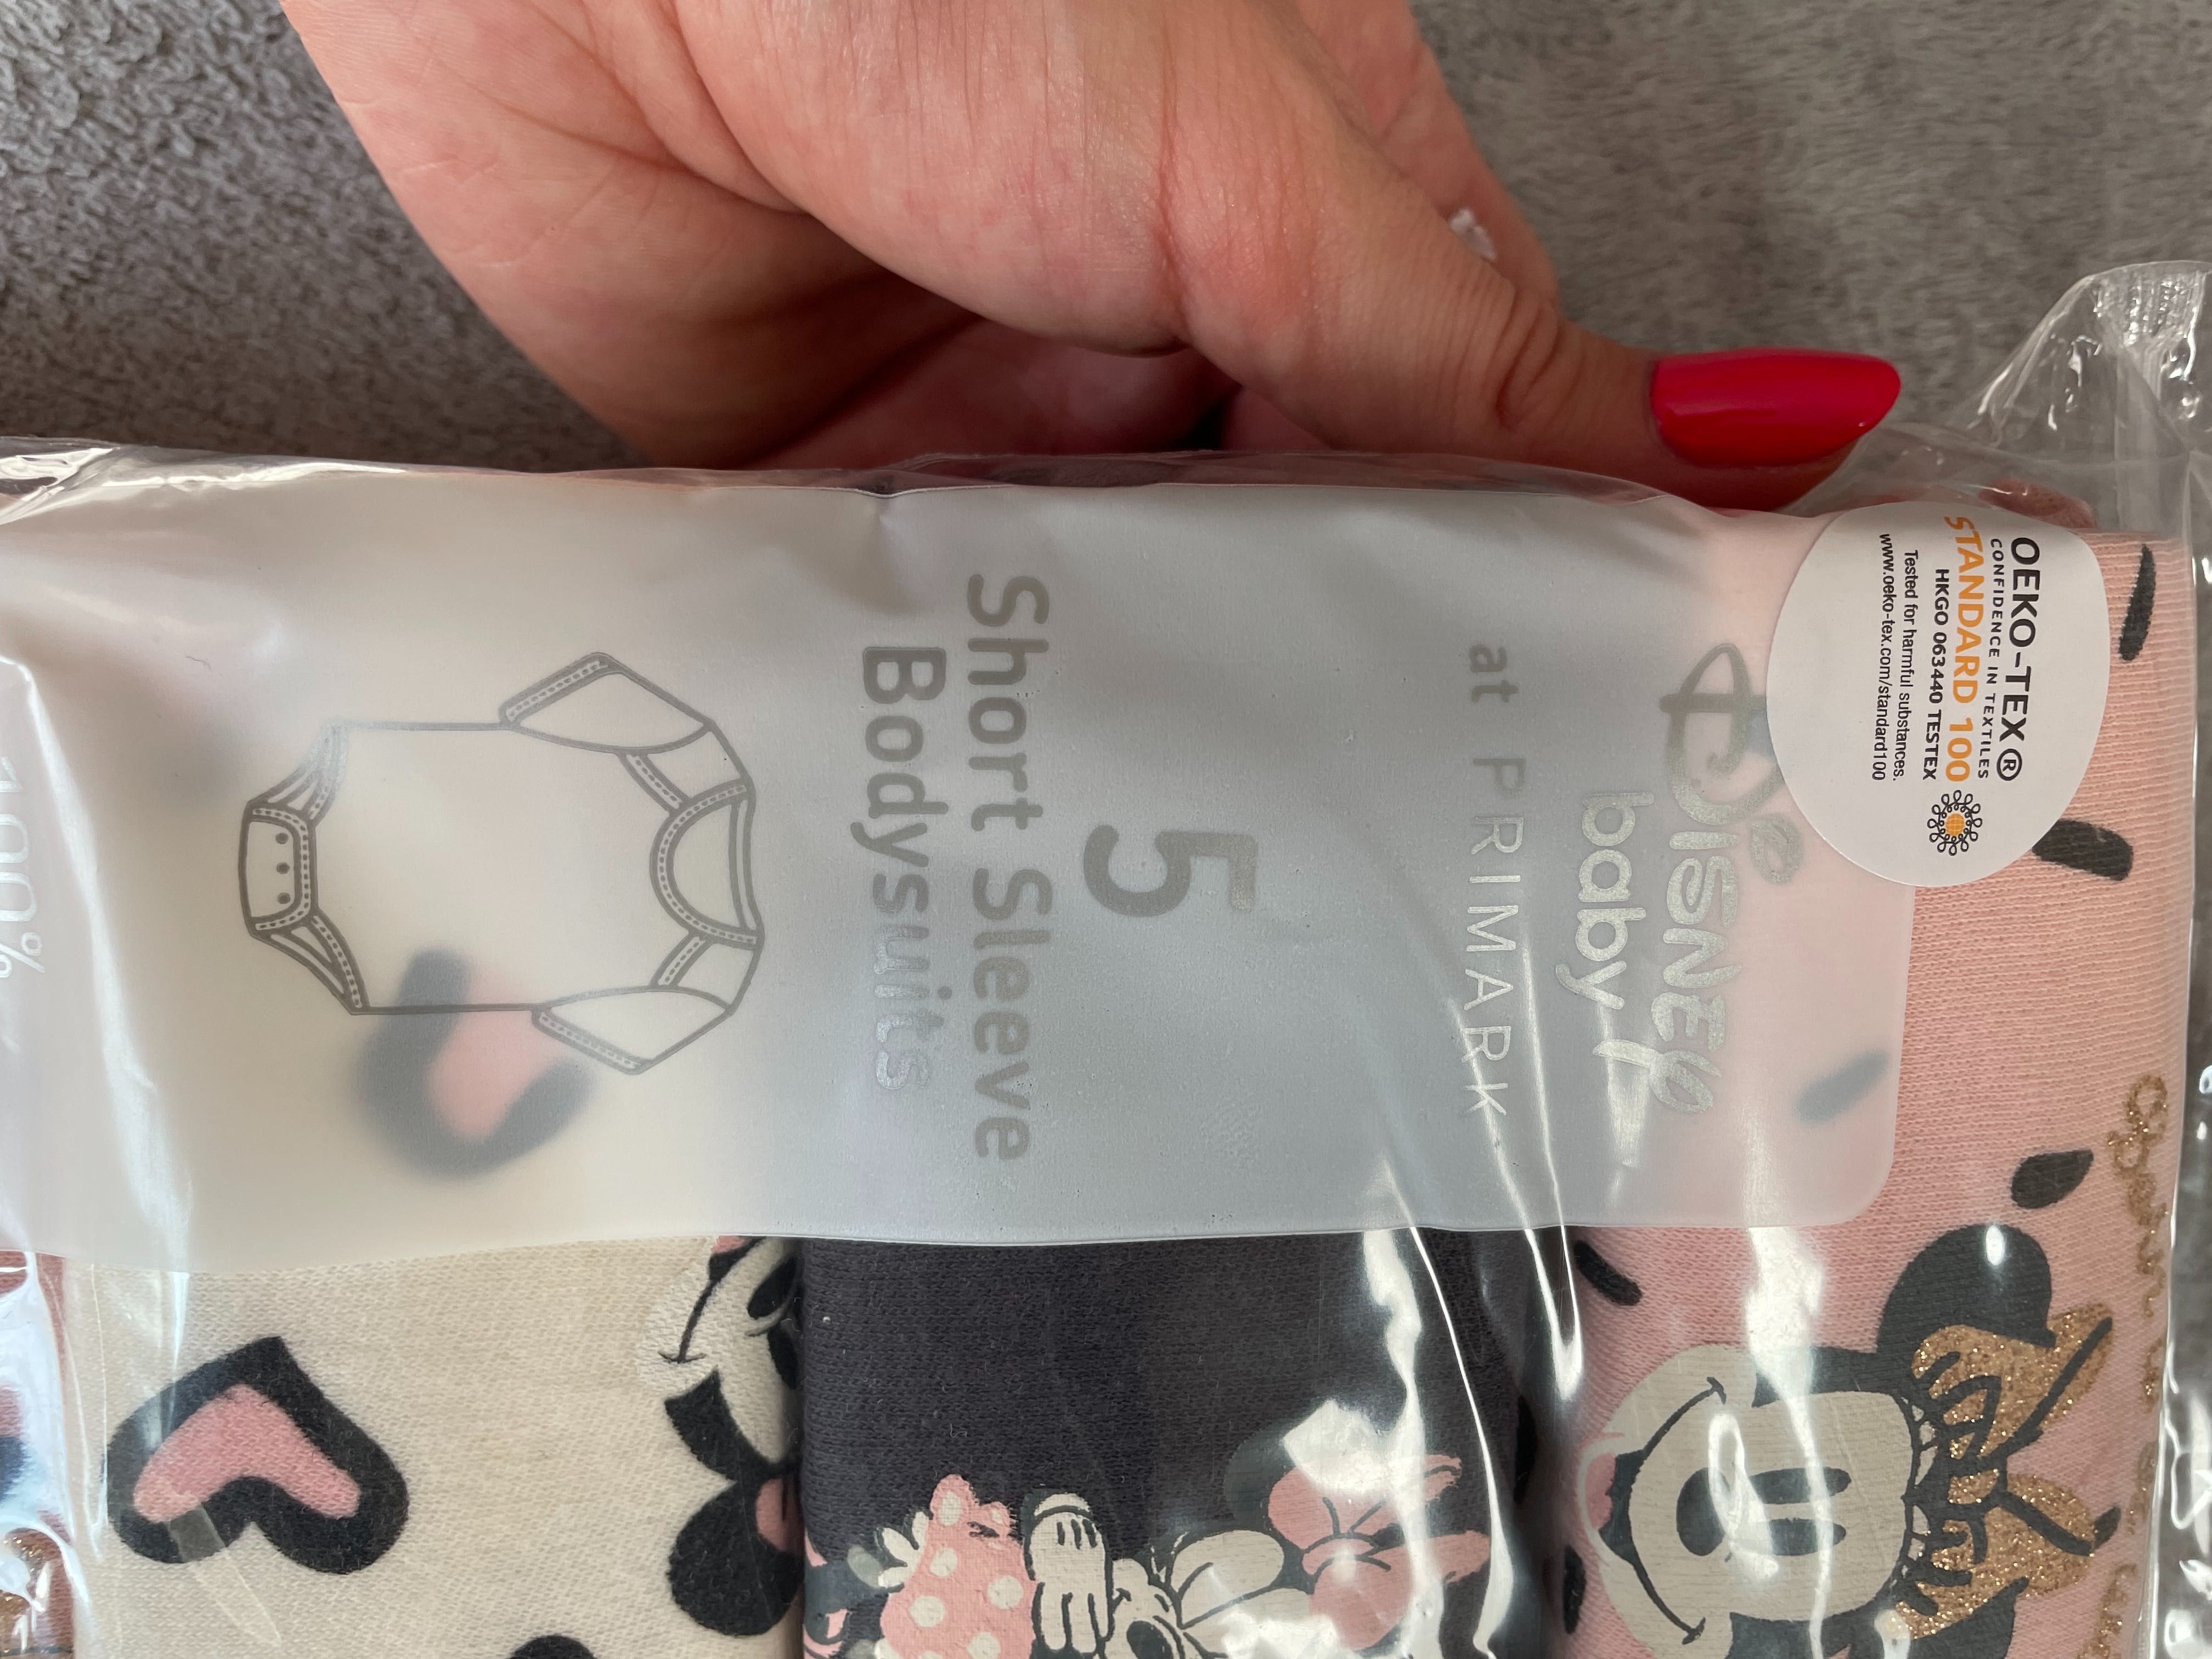 OEKO-TEX®
CONFIDENCE IN TEXTILES
STANDARD 100
HKGO 063440 TESTEX
Tested for harmful substances.
www.oeko-tex.com/standard100
Disney
baby
at PRIMARK
5
Short Sleeve
Bodysuits
100%